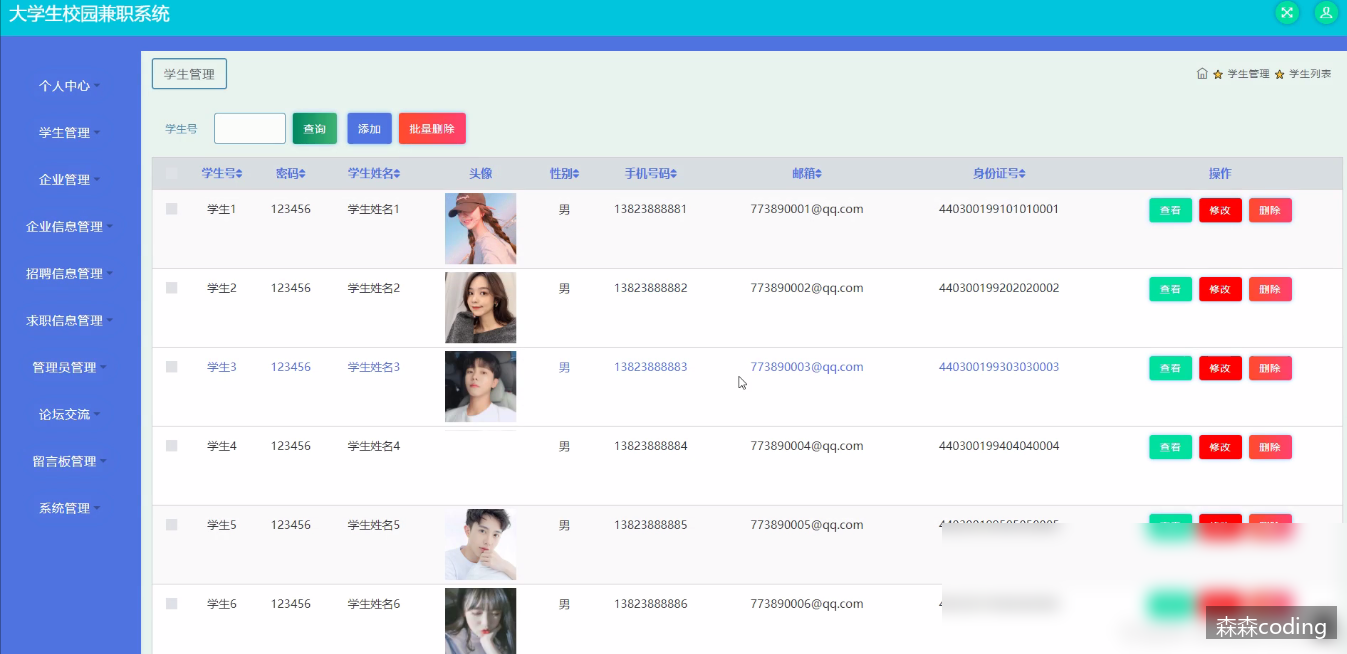 大学生校园兼职系统
个人中心
学生管理
企业管理
企业信息管理
招聘信息管理
求职信息管理
管理员管理
论坛交流
留言板管理
系统管理
学生管理
学生管理 学生列表
学生号 查询 添加 批量删除
学生号 密码 学生姓名 头像 性别 手机号码 邮箱 身份证号 操作
学生1 123456 学生姓名1 男 13823888881 773890001@qq.com 440300199101010001 查看 修改 删除
学生2 123456 学生姓名2 男 13823888882 773890002@qq.com 440300199202020002 查看 修改 删除
学生3 123456 学生姓名3 男 13823888883 773890003@qq.com 440300199303030003 查看 修改 删除
学生4 123456 学生姓名4 男 13823888884 773890004@qq.com 440300199404040004 查看 修改 删除
学生5 123456 学生姓名5 男 13823888885 773890005@qq.com
学生6 123456 学生姓名6 男 13823888886 773890006@qq.com
森森coding